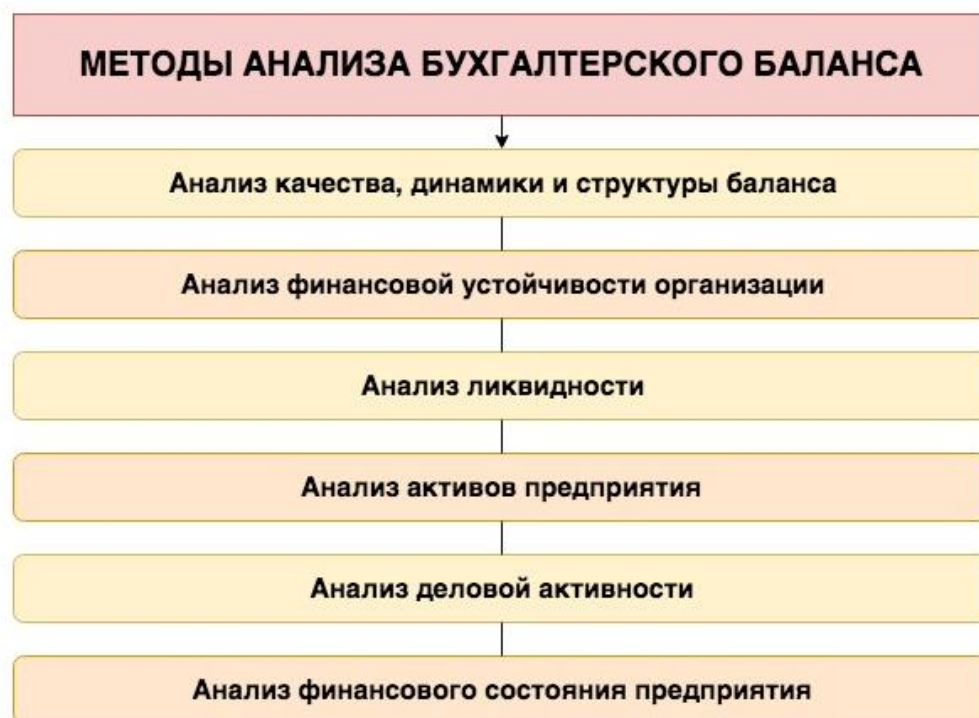 МЕТОДЫ АНАЛИЗА БУХГАЛТЕРСКОГО БАЛАНСА
Анализ качества, динамики и структуры баланса
Анализ финансовой устойчивости организации
Анализ ликвидности
Анализ активов предприятия
Анализ деловой активности
Анализ финансового состояния предприятия